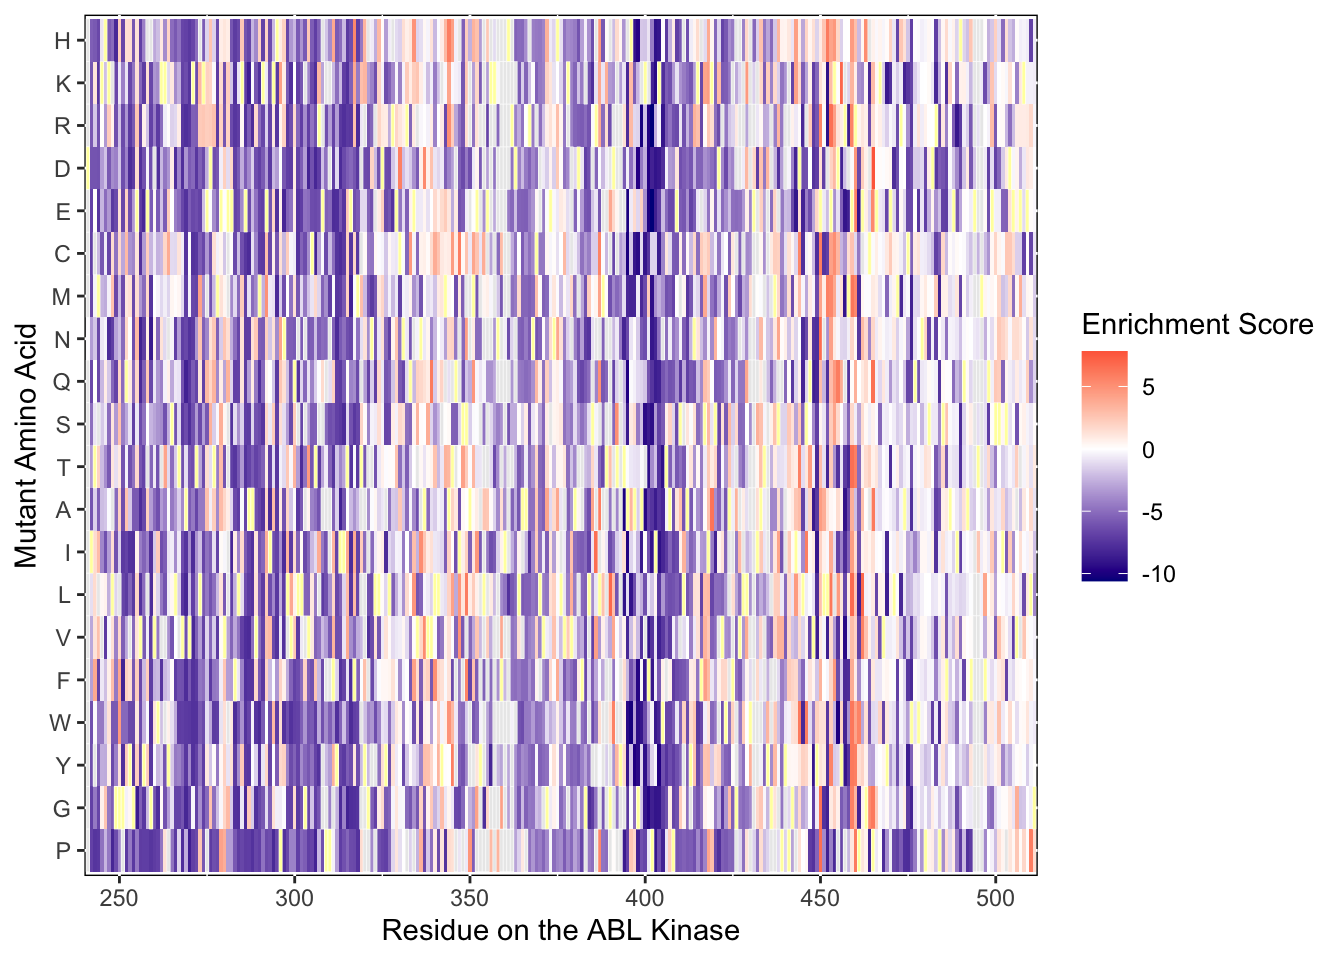 Mutant Amino Acid
H
K
R
D
E
C
M
N
Q
S
T
A
I
L
V
F
W
Y
G
P
250 300 350 400 450 500
Residue on the ABL Kinase
Enrichment Score
5
0
-5
-10